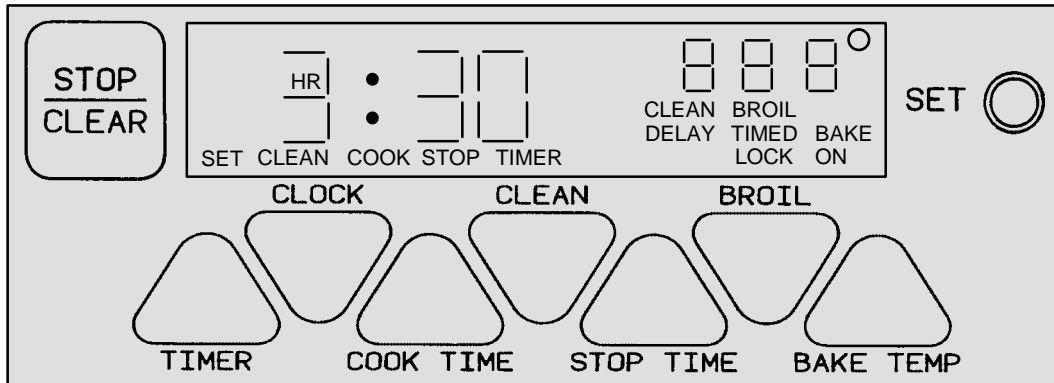 STOP
CLEAR
HR
3:30
888°
CLEAN BROIL
DELAY TIMED BAKE
LOCK ON
SET CLEAN COOK STOP TIMER
SET
CLOCK CLEAN BROIL
TIMER COOK TIME STOP TIME BAKE TEMP